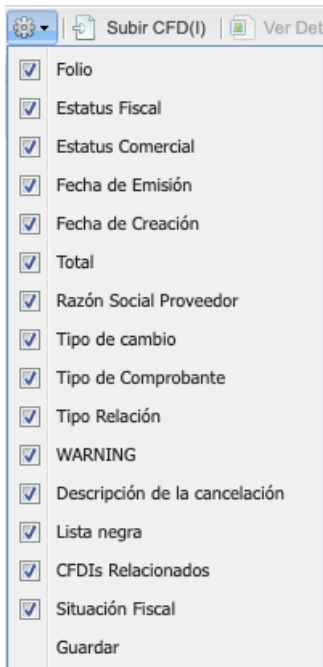 Subir CFD(I) Ver Det
Folio
Estatus Fiscal
Estatus Comercial
Fecha de Emisión
Fecha de Creación
Total
Razón Social Proveedor
Tipo de cambio
Tipo de Comprobante
Tipo Relación
WARNING
Descripción de la cancelación
Lista negra
CFDIs Relacionados
Situación Fiscal
Guardar